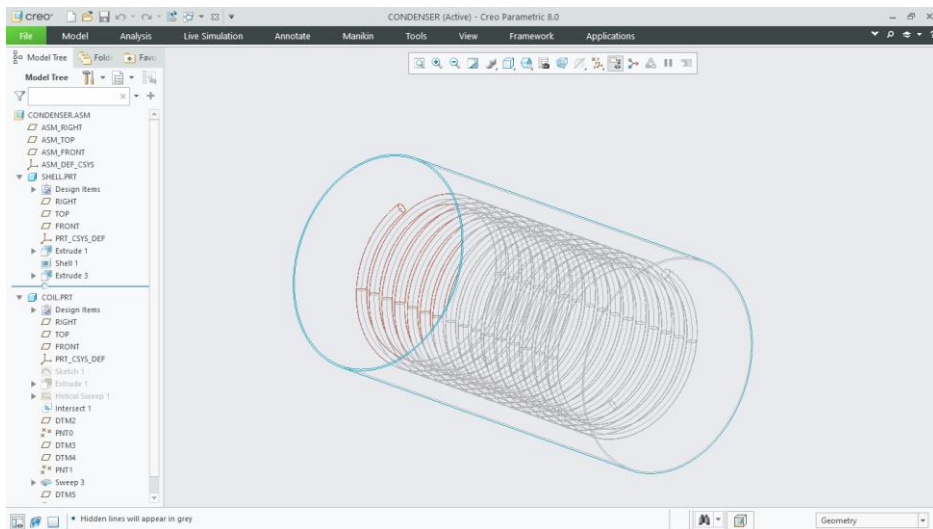 creo
CONDENSER (Active) - Creo Parametric 8.0
File Model Analysis Live Simulation Annotate Manikin Tools View Framework Applications
Model Tree Fold Favc
Model Tree
CONDENSER.ASM
ASM_RIGHT
ASM_TOP
ASM_FRONT
ASM_DEF_CSYS
SHELL.PRT
Design Items
RIGHT
TOP
FRONT
PRT_CSYS_DEF
Extrude 1
Shell 1
Extrude 3
COIL.PRT
Design Items
RIGHT
TOP
FRONT
PRT_CSYS_DEF
Sketch 1
Extrude 1
Helical Sweep 1
Intersect 1
DTM2
PNT0
DTM3
DTM4
PNT1
Sweep 3
DTM5
Hidden lines will appear in grey
Geometry